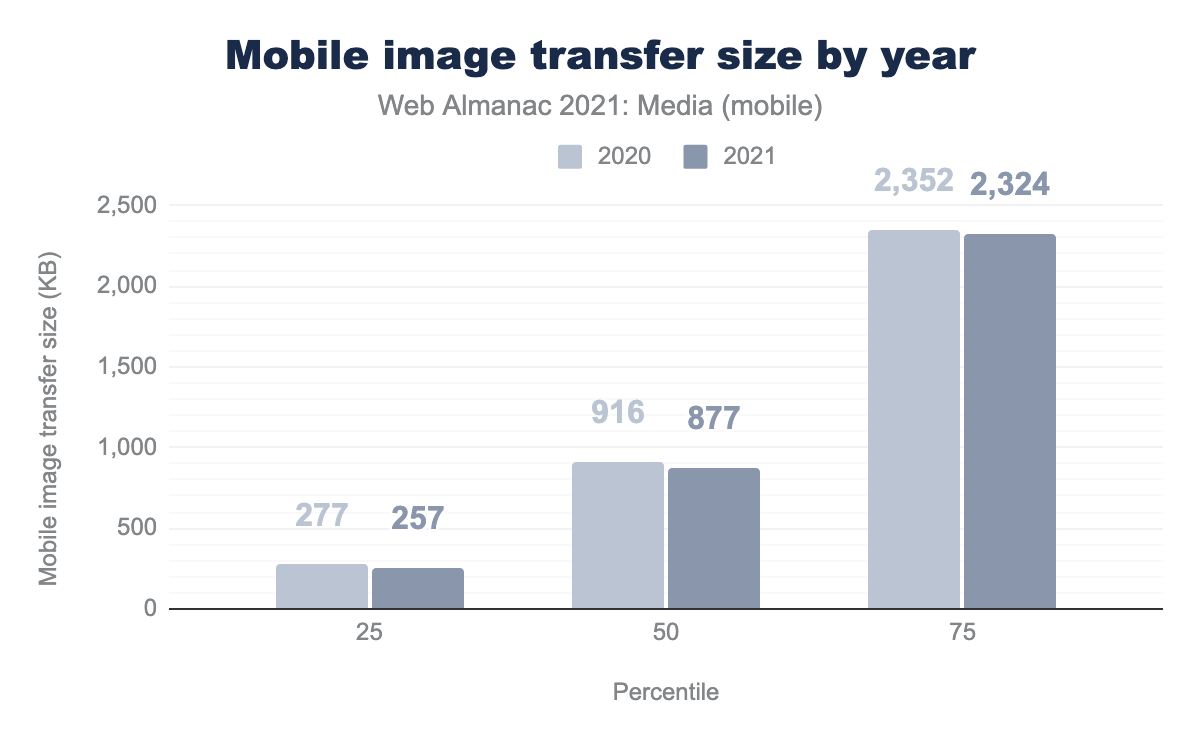 Mobile image transfer size by year
Web Almanac 2021: Media (mobile)
2020 2021
Mobile image transfer size (KB)
2,500
2,000
1,500
1,000
500
0
277 257
916 877
2,352 2,324
25 50 75
Percentile